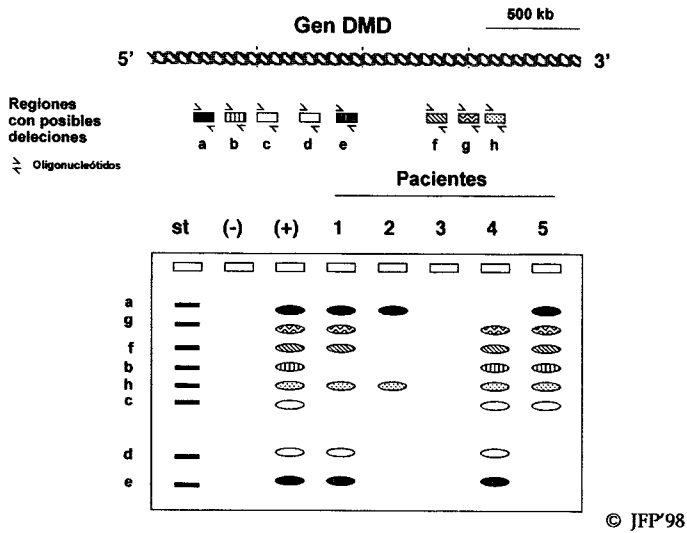 500 kb
Gen DMD
5' 3'
Regiones
con posibles
deleciones
a b c d e f g h
Oligonucleótidos
Pacientes
st (-) (+) 1 2 3 4 5
a
g
f
b
h
c
d
e
© JFP'98